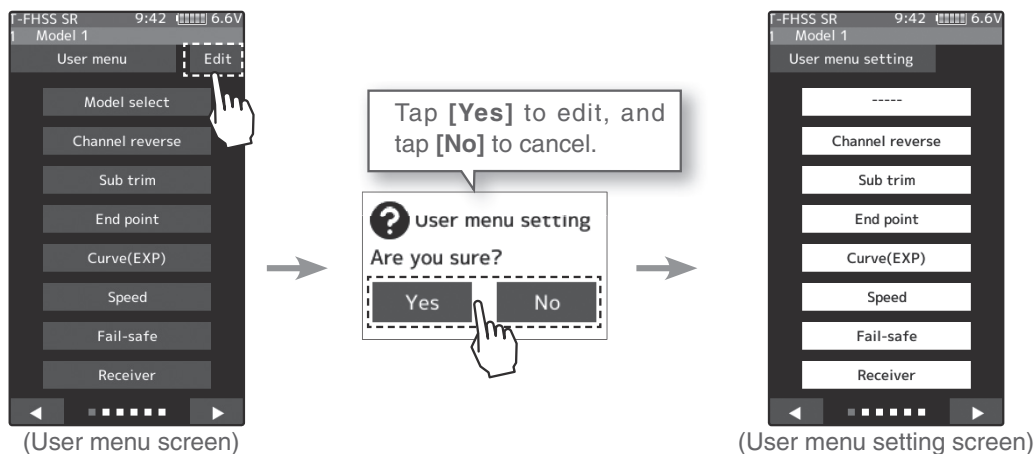 T-FHSS SR 9:42 6.6V
1 Model 1
User menu Edit
Model select
Channel reverse
Sub trim
End point
Curve(EXP)
Speed
Fail-safe
Receiver
(User menu screen)
Tap [Yes] to edit, and
tap [No] to cancel.
? User menu setting
Are you sure?
Yes No
T-FHSS SR 9:42 6.6V
1 Model 1
User menu setting
-----
Channel reverse
Sub trim
End point
Curve(EXP)
Speed
Fail-safe
Receiver
(User menu setting screen)